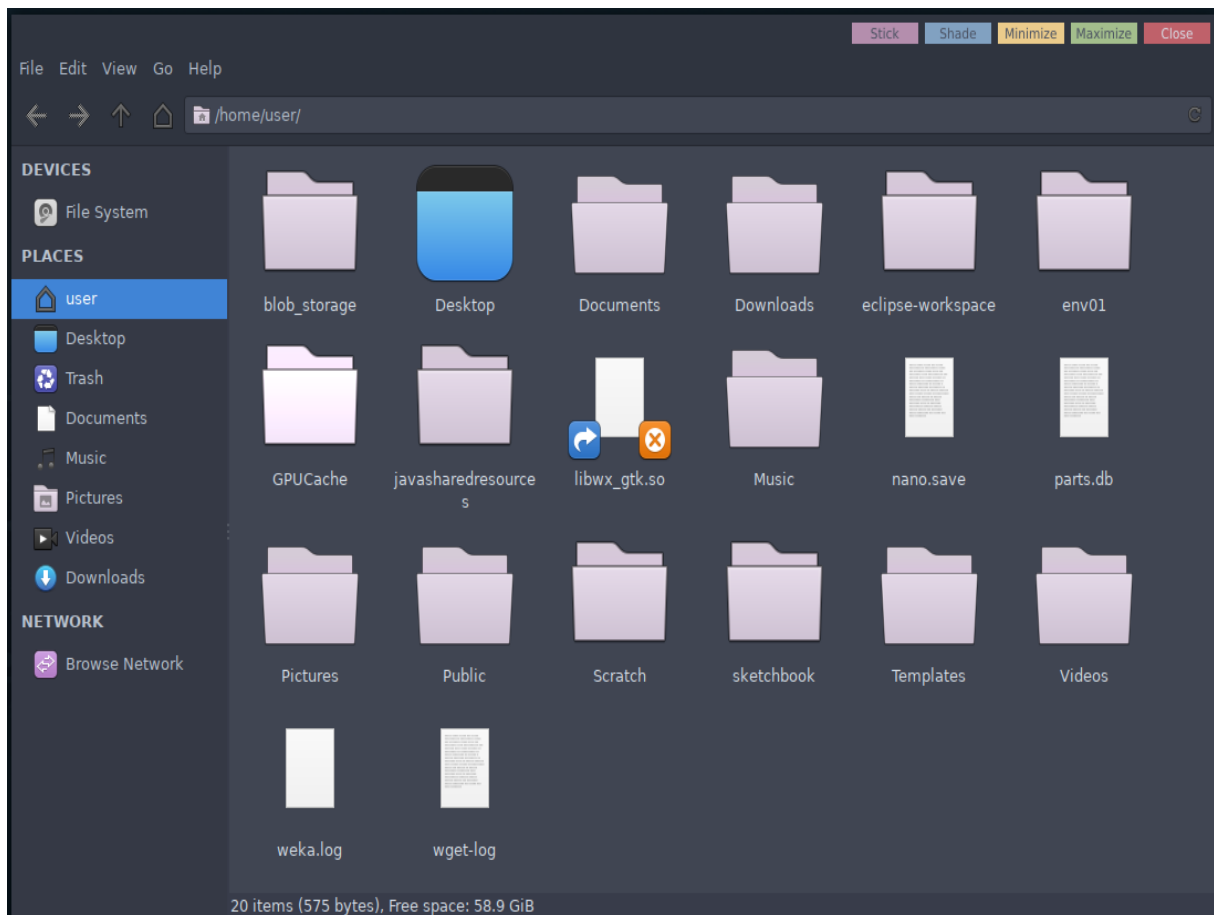 Stick Shade Minimize Maximize Close
File Edit View Go Help
/home/user/
DEVICES
File System
PLACES
user
Desktop
Trash
Documents
Music
Pictures
Videos
Downloads
NETWORK
Browse Network
blob_storage Desktop Documents Downloads eclipse-workspace env01
GPUCache javasharedresource libwx_gtk.so Music nano.save parts.db
s
Pictures Public Scratch sketchbook Templates Videos
weka.log wget-log
20 items (575 bytes), Free space: 58.9 GiB